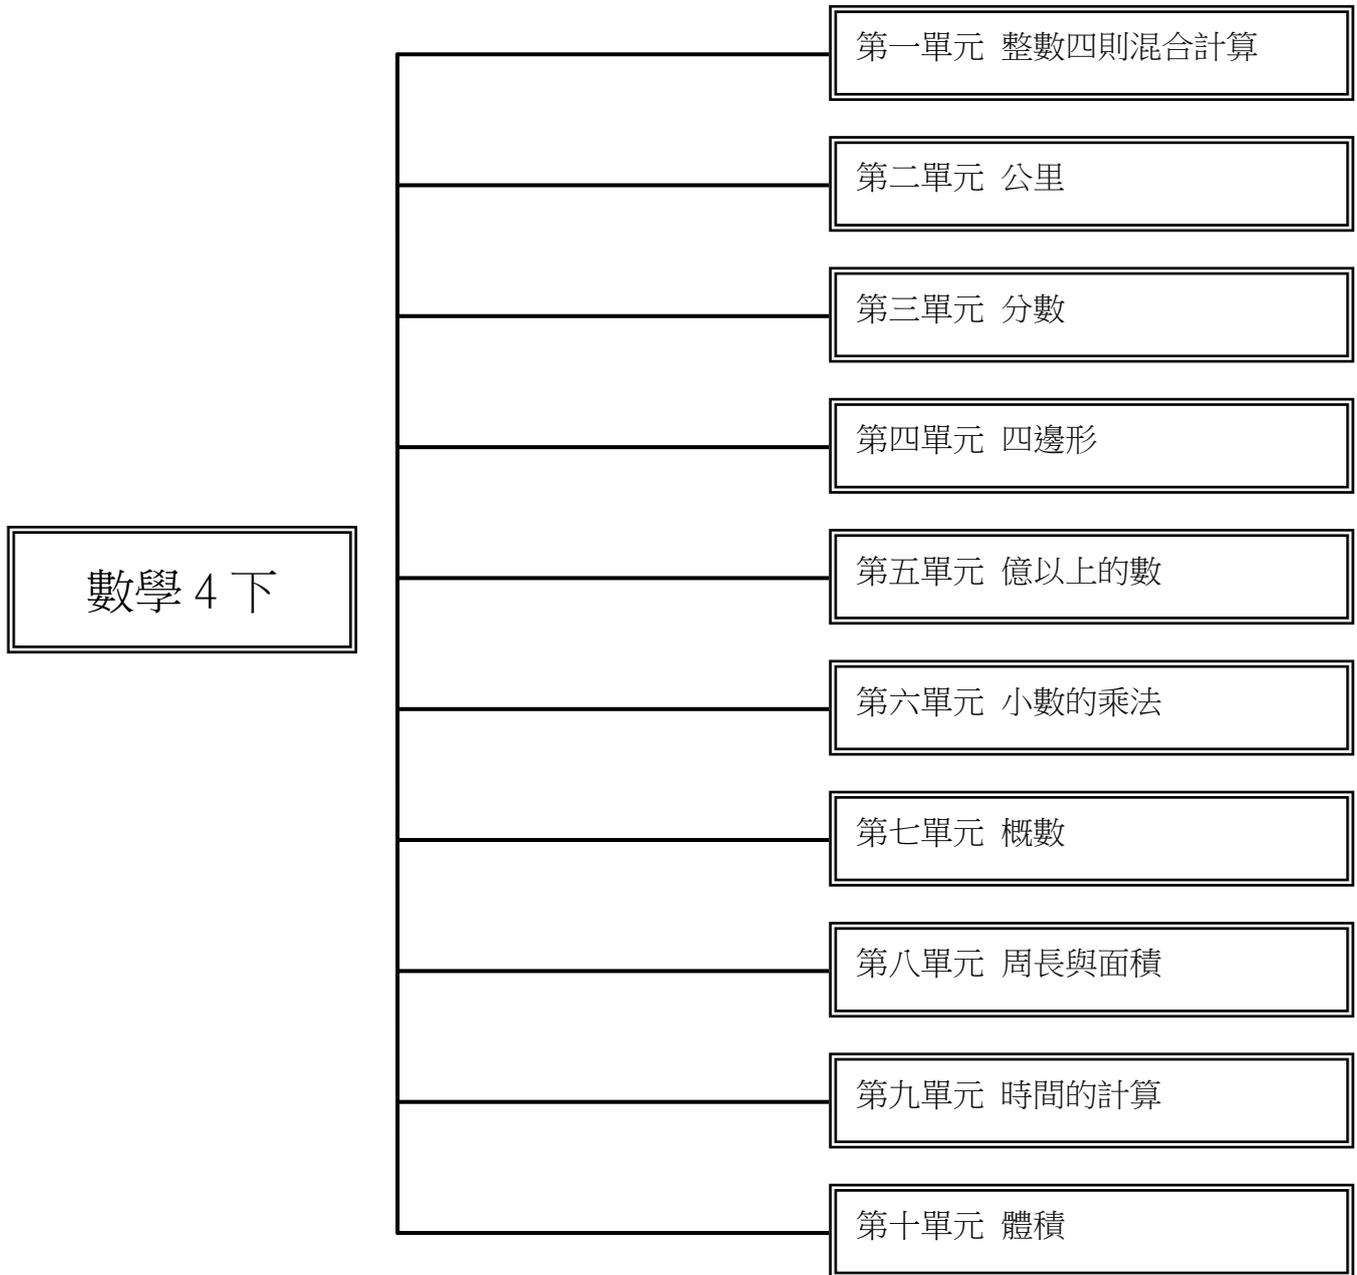 第一單元 整數四則混合計算
第二單元 公里
第三單元 分數
第四單元 四邊形
數學 4 下
第五單元 億以上的數
第六單元 小數的乘法
第七單元 概數
第八單元 周長與面積
第九單元 時間的計算
第十單元 體積